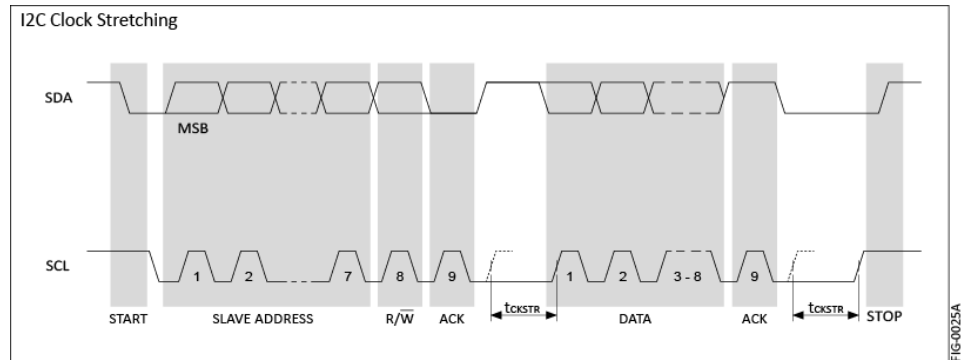 I2C Clock Stretching
SDA
MSB
SCL
1 2 7 8 9 1 2 3 - 8 9
tCKSTR tCKSTR
START SLAVE ADDRESS R/W̅ ACK DATA ACK STOP
FIG-0025A